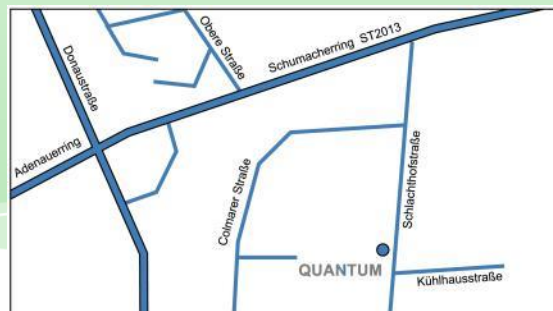 Donaustraße
Obere Straße
Schumacherring ST2013
Adenauerring
Colmarer Straße
Schlachthofstraße
QUANTUM
Kühlhausstraße